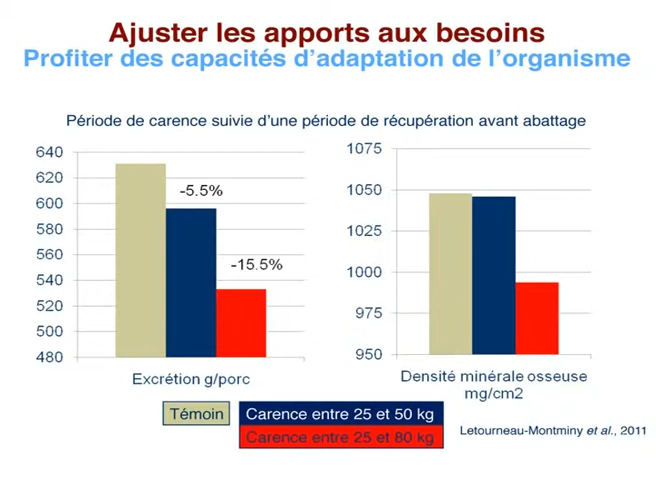 Ajuster les apports aux besoins
Profiter des capacités d'adaptation de l'organisme
Période de carence suivie d'une période de récupération avant abattage
640
620
600
580
560
540
520
500
480
-5.5%
-15.5%
Excrétion g/porc
1075
1050
1025
1000
975
950
Densité minérale osseuse
mg/cm2
Témoin
Carence entre 25 et 50 kg
Carence entre 25 et 80 kg
Letourneau-Montminy et al., 2011